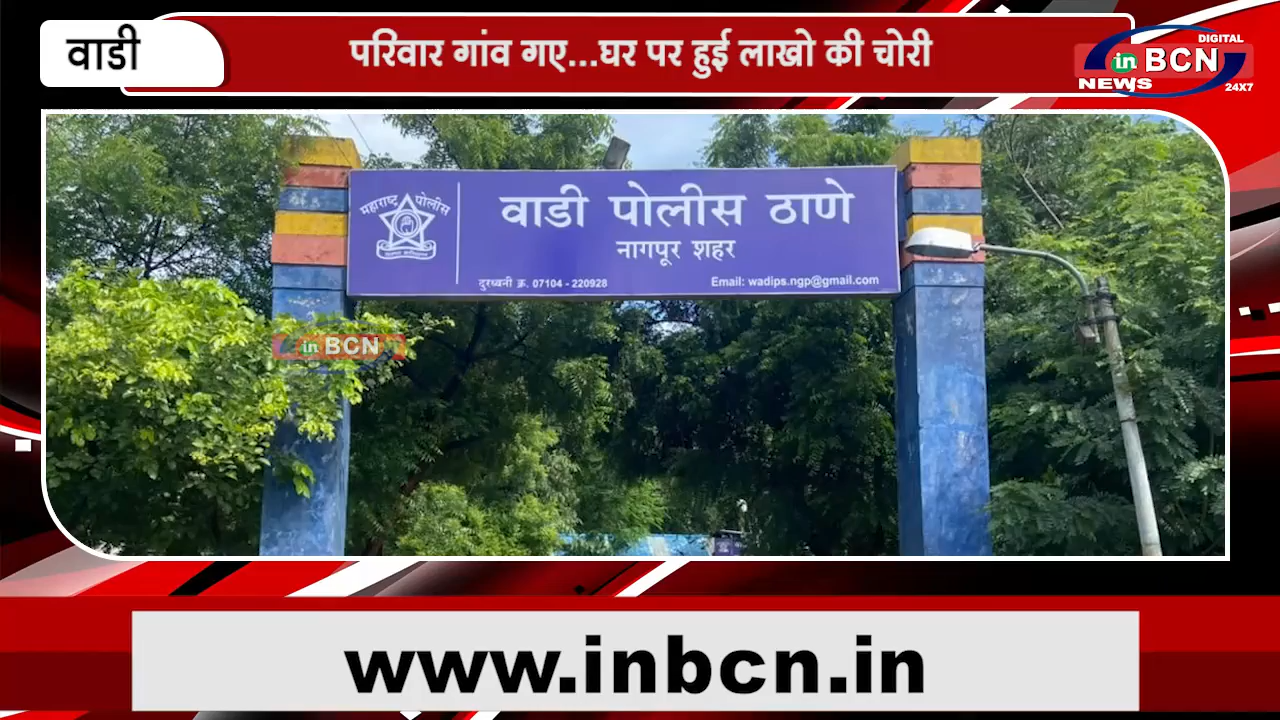 वाडी
परिवार गांव गए...घर पर हुई लाखो की चोरी
DIGITAL
in BCN
NEWS
24X7
महाराष्ट्र पोलीस
वाडी पोलीस ठाणे
नागपूर शहर
दुरध्वनी क्र. 07104 - 220928
Email: wadips.ngp@gmail.com
in BCN
www.inbcn.in